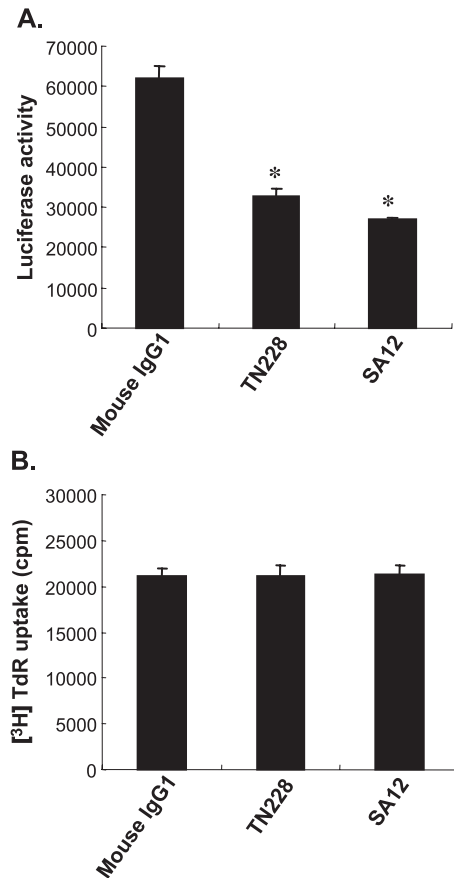 A.
Luciferase activity
70000
60000
50000
40000
30000
20000
10000
0
*
*
Mouse IgG1
TN228
SA12
B.
[³H] TdR uptake (cpm)
30000
25000
20000
15000
10000
5000
0
Mouse IgG1
TN228
SA12